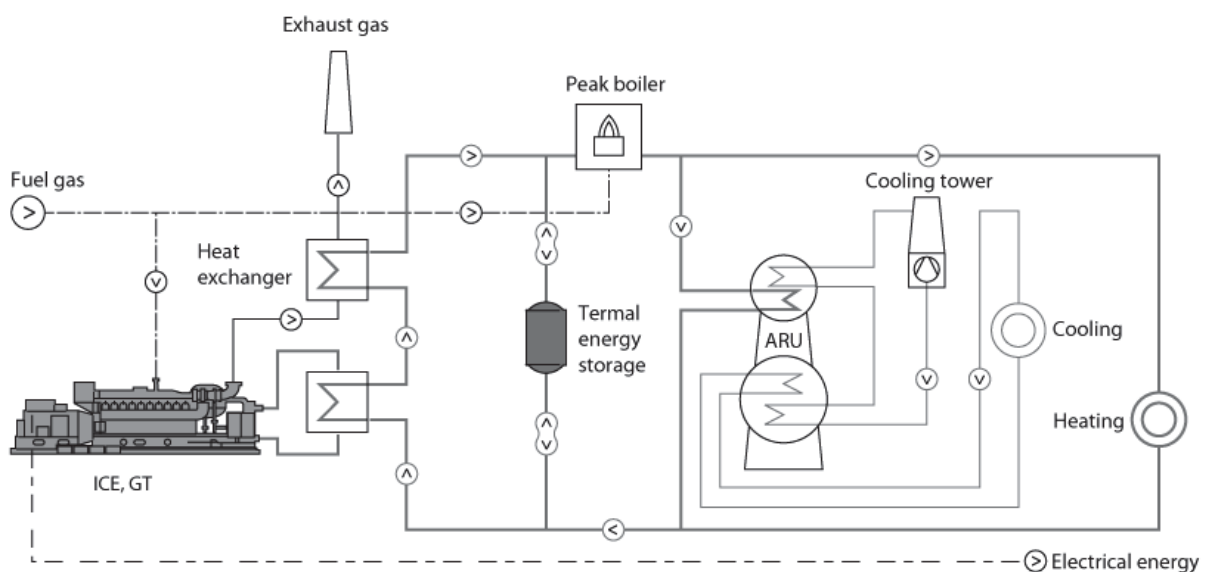 Exhaust gas
Peak boiler
Fuel gas
Cooling tower
Heat
exchanger
Termal
energy
storage
ARU
Cooling
Heating
ICE, GT
Electrical energy